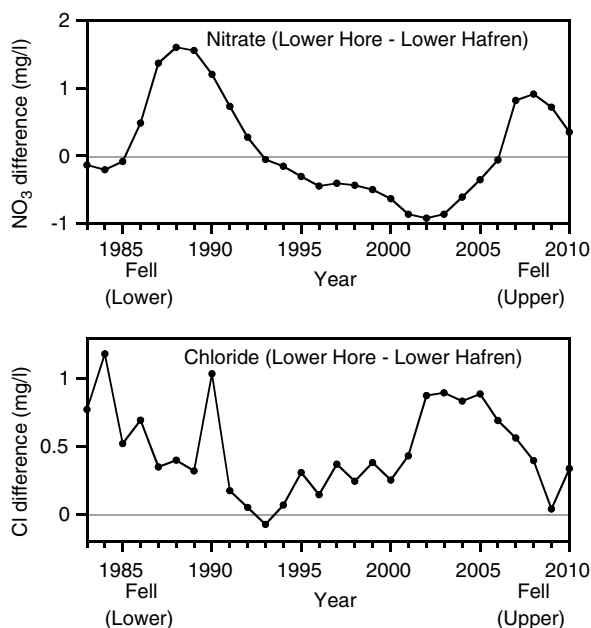 Nitrate (Lower Hore - Lower Hafren)
NO3 difference (mg/l)
2
1
0
-1
1985 1990 1995 2000 2005 2010
Fell Year Fell
(Lower) (Upper)
Chloride (Lower Hore - Lower Hafren)
Cl difference (mg/l)
1
0.5
0
1985 1990 1995 2000 2005 2010
Fell Year Fell
(Lower) (Upper)